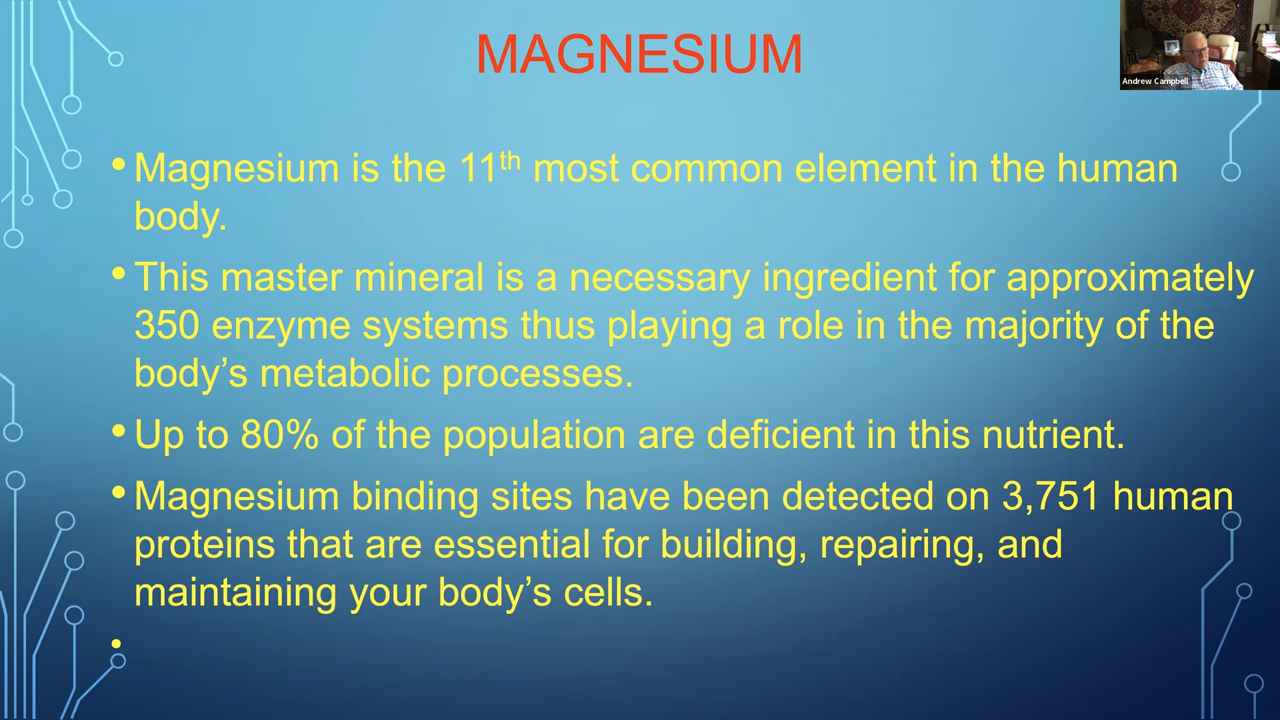 MAGNESIUM
Andrew Campbell
• Magnesium is the 11th most common element in the human
body.
• This master mineral is a necessary ingredient for approximately
350 enzyme systems thus playing a role in the majority of the
body’s metabolic processes.
• Up to 80% of the population are deficient in this nutrient.
• Magnesium binding sites have been detected on 3,751 human
proteins that are essential for building, repairing, and
maintaining your body’s cells.
•